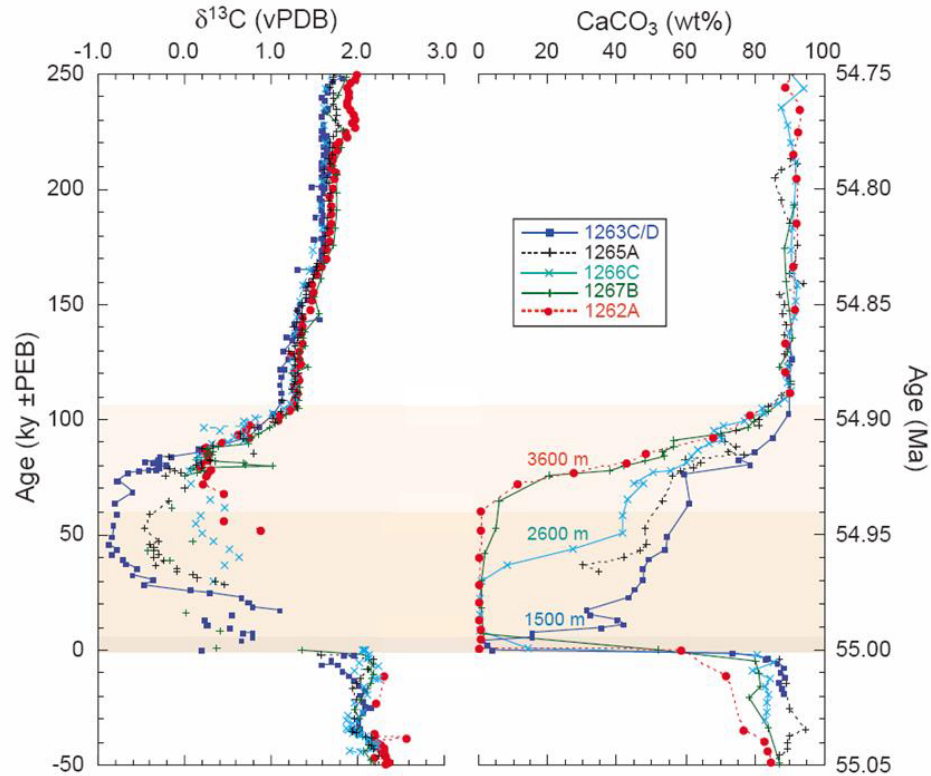 δ¹³C (vPDB)
CaCO₃ (wt%)
-1.0 0.0 1.0 2.0 3.0
0 20 40 60 80 100
250
200
150
100
50
0
-50
Age (ky ±PEB)
1263C/D
1265A
1266C
1267B
1262A
3600 m
2600 m
1500 m
54.75
54.80
54.85
54.90
54.95
55.00
55.05
Age (Ma)